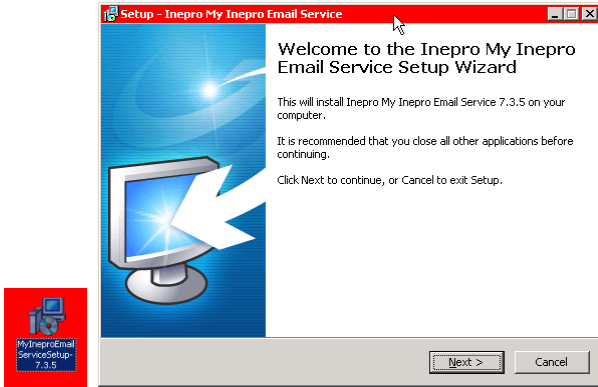 Setup - Inepro My Inepro Email Service
Welcome to the Inepro My Inepro
Email Service Setup Wizard
This will install Inepro My Inepro Email Service 7.3.5 on your
computer.
It is recommended that you close all other applications before
continuing.
Click Next to continue, or Cancel to exit Setup.
MyIneproEmail
ServiceSetup-
7.3.5
Next >
Cancel